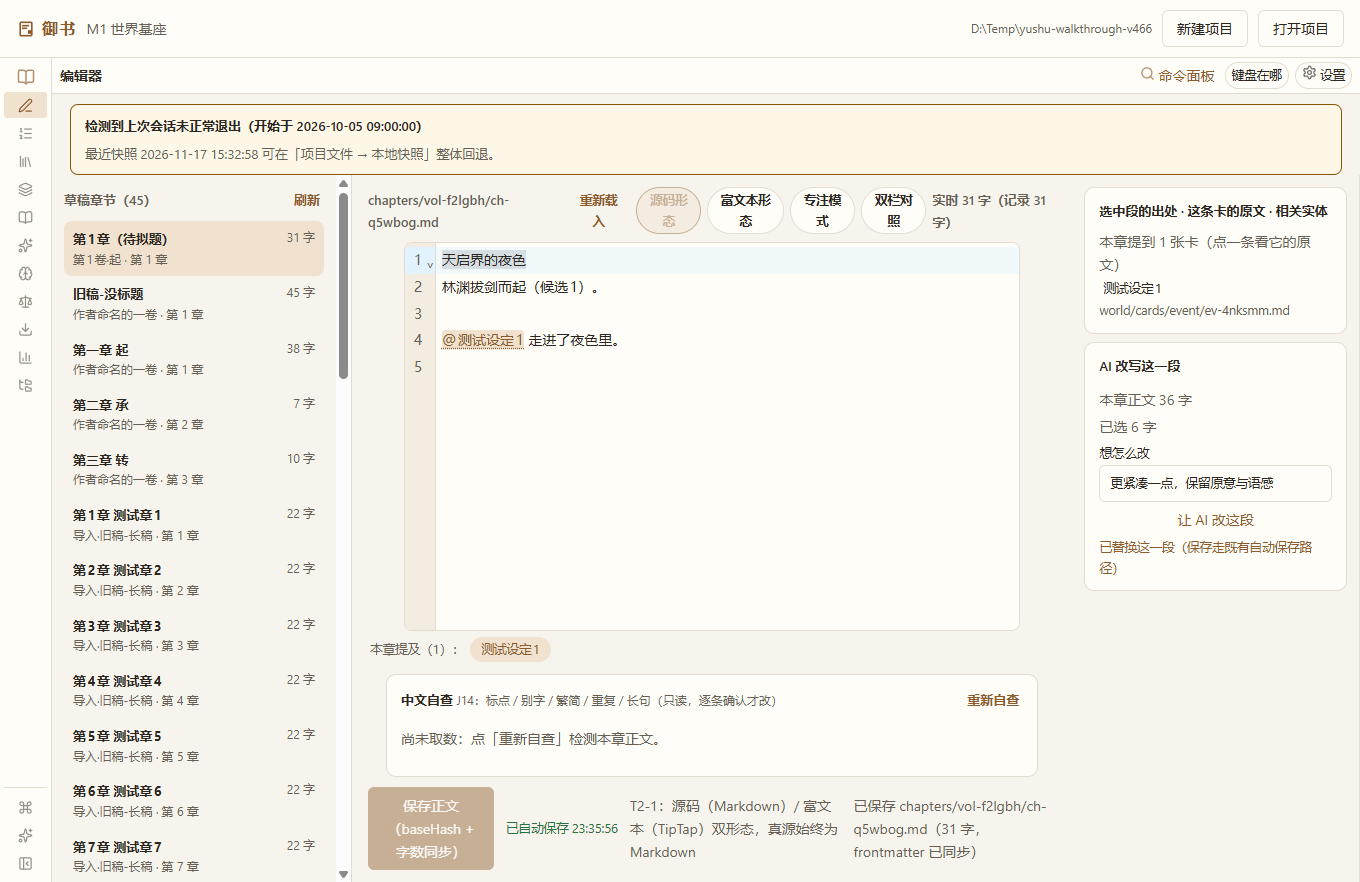 御书 M1 世界基座
D:\Temp\yushu-walkthrough-v466 新建项目 打开项目
编辑器
命令面板 键盘在哪 设置
检测到上次会话未正常退出（开始于 2026-10-05 09:00:00）
最近快照 2026-11-17 15:32:58 可在「项目文件 → 本地快照」整体回退。
草稿章节（45） 刷新
第 1 章（待拟题） 31 字
第 1 卷·起 · 第 1 章
旧稿-没标题 45 字
作者命名的一卷 · 第 1 章
第一章 起 38 字
作者命名的一卷 · 第 1 章
第二章 承 7 字
作者命名的一卷 · 第 2 章
第三章 转 10 字
作者命名的一卷 · 第 3 章
第 1 章 测试章 1 22 字
导入·旧稿-长稿 · 第 1 章
第 2 章 测试章 2 22 字
导入·旧稿-长稿 · 第 2 章
第 3 章 测试章 3 22 字
导入·旧稿-长稿 · 第 3 章
第 4 章 测试章 4 22 字
导入·旧稿-长稿 · 第 4 章
第 5 章 测试章 5 22 字
导入·旧稿-长稿 · 第 5 章
第 6 章 测试章 6 22 字
导入·旧稿-长稿 · 第 6 章
第 7 章 测试章 7 22 字
导入·旧稿-长稿 · 第 7 章
chapters/vol-f2lgbh/ch-
q5wbog.md
重新载
入
源码形
态
富文本形
态
专注模
式
双栏对
照
实时 31 字（记录 31
字）
1 天启界的夜色
2 林渊拔剑而起（候选 1）。
3
4 @测试设定1 走进了夜色里。
5
本章提及（1）： 测试设定1
中文自查 J14：标点 / 别字 / 繁简 / 重复 / 长句（只读，逐条确认才改） 重新自查
尚未取数：点「重新自查」检测本章正文。
保存正文
（baseHash +
字数同步）
已自动保存 23:35:56
T2-1：源码（Markdown）/ 富文
本（TipTap）双形态，真源始终为
Markdown
已保存 chapters/vol-f2lgbh/ch-
q5wbog.md（31 字，
frontmatter 已同步）
选中段的出处 · 这条卡的原文 · 相关实体
本章提到 1 张卡（点一条看它的原
文）
测试设定1
world/cards/event/ev-4nksmm.md
AI 改写这一段
本章正文 36 字
已选 6 字
想怎么改
更紧凑一点，保留原意与语感
让 AI 改这段
已替换这一段（保存走既有自动保存路
径）